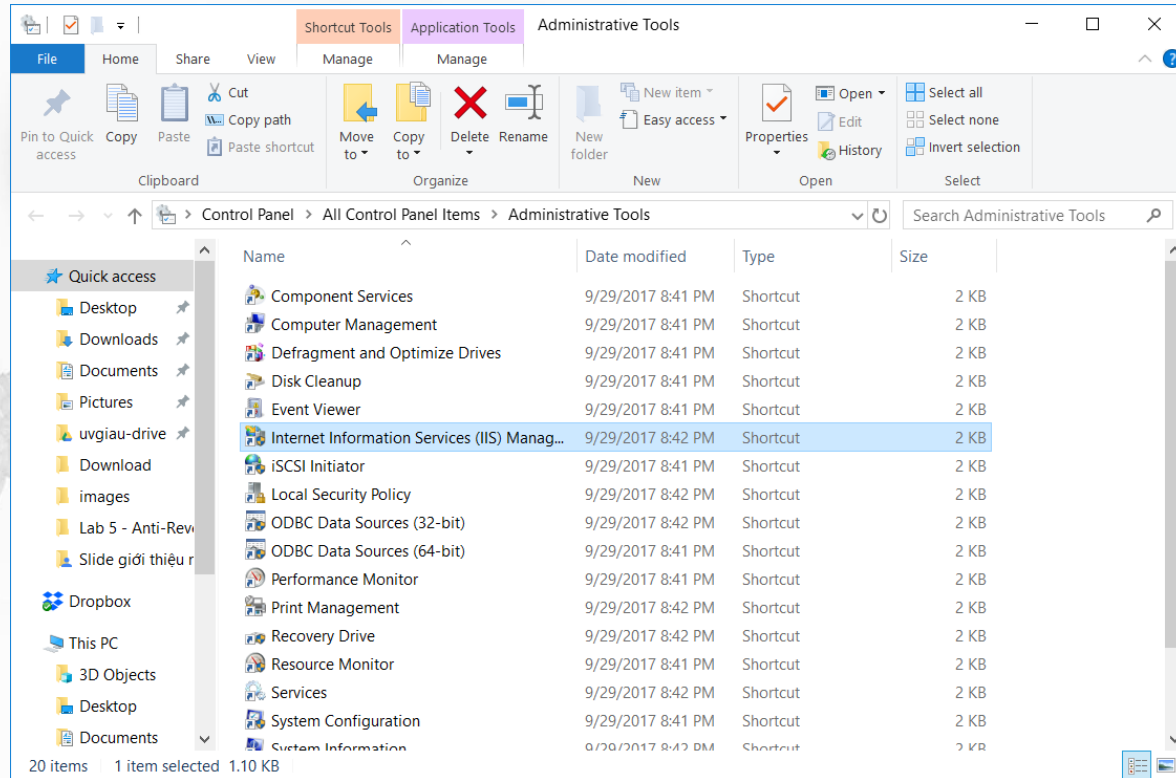 Shortcut Tools Application Tools Administrative Tools
File Home Share View Manage Manage
Pin to Quick access
Copy
Paste
Cut
Copy path
Paste shortcut
Clipboard
Move to
Copy to
Delete
Rename
Organize
New folder
New item
Easy access
New
Properties
Open
Edit
History
Open
Select all
Select none
Invert selection
Select
Control Panel > All Control Panel Items > Administrative Tools
Search Administrative Tools
Quick access
Desktop
Downloads
Documents
Pictures
uvgiau-drive
Download
images
Lab 5 - Anti-Rev
Slide giới thiệu
Dropbox
This PC
3D Objects
Desktop
Documents
Name Date modified Type Size
Component Services 9/29/2017 8:41 PM Shortcut 2 KB
Computer Management 9/29/2017 8:41 PM Shortcut 2 KB
Defragment and Optimize Drives 9/29/2017 8:41 PM Shortcut 2 KB
Disk Cleanup 9/29/2017 8:41 PM Shortcut 2 KB
Event Viewer 9/29/2017 8:41 PM Shortcut 2 KB
Internet Information Services (IIS) Manag... 9/29/2017 8:42 PM Shortcut 2 KB
iSCSI Initiator 9/29/2017 8:41 PM Shortcut 2 KB
Local Security Policy 9/29/2017 8:42 PM Shortcut 2 KB
ODBC Data Sources (32-bit) 9/29/2017 8:42 PM Shortcut 2 KB
ODBC Data Sources (64-bit) 9/29/2017 8:42 PM Shortcut 2 KB
Performance Monitor 9/29/2017 8:41 PM Shortcut 2 KB
Print Management 9/29/2017 8:42 PM Shortcut 2 KB
Recovery Drive 9/29/2017 8:42 PM Shortcut 2 KB
Resource Monitor 9/29/2017 8:41 PM Shortcut 2 KB
Services 9/29/2017 8:42 PM Shortcut 2 KB
System Configuration 9/29/2017 8:41 PM Shortcut 2 KB
System Information 9/29/2017 8:42 PM Shortcut 2 KB
20 items 1 item selected 1.10 KB